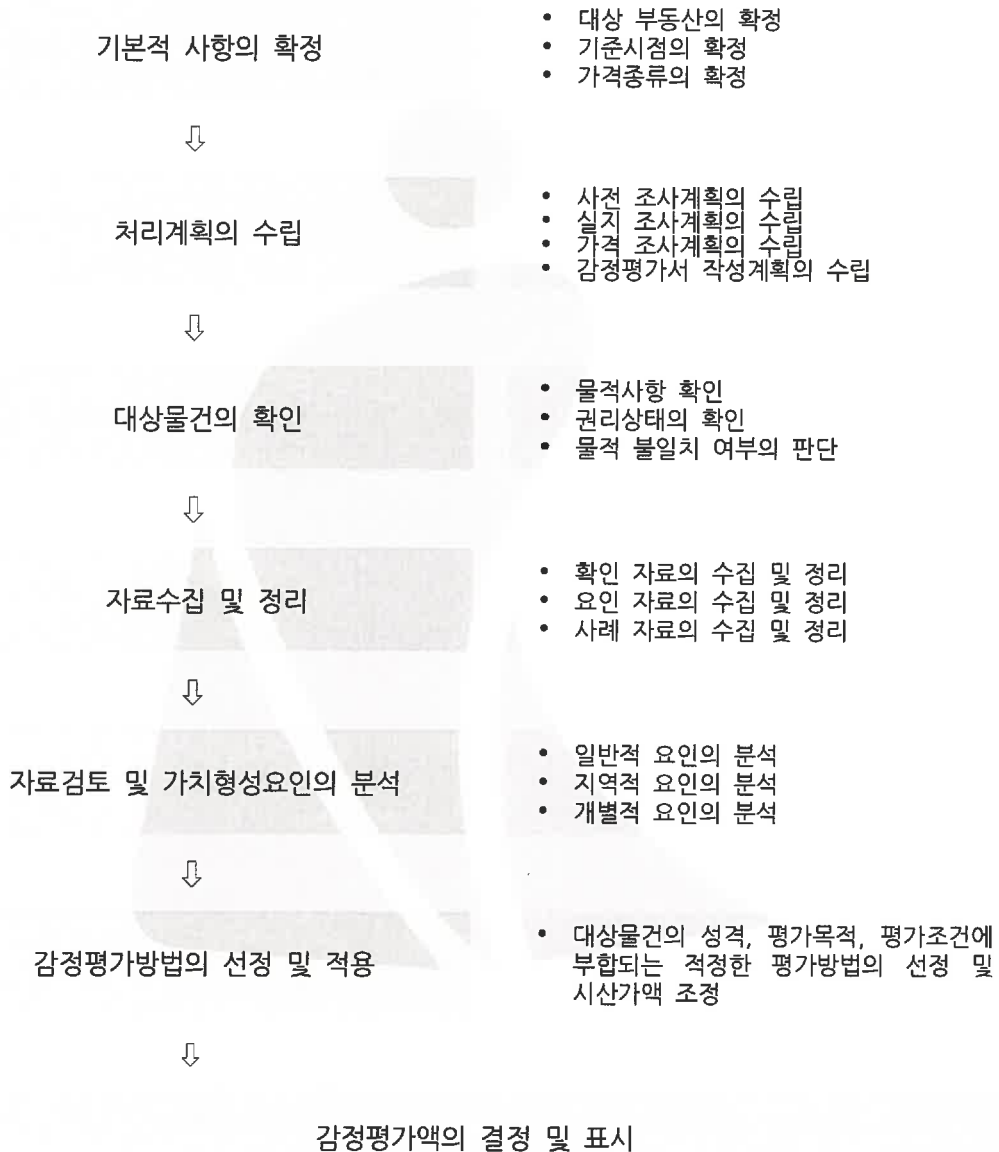 기본적 사항의 확정
• 대상 부동산의 확정
• 기준시점의 확정
• 가격종류의 확정
⇩
처리계획의 수립
• 사전 조사계획의 수립
• 실지 조사계획의 수립
• 가격 조사계획의 수립
• 감정평가서 작성계획의 수립
⇩
대상물건의 확인
• 물적사항 확인
• 권리상태의 확인
• 물적 불일치 여부의 판단
⇩
자료수집 및 정리
• 확인 자료의 수집 및 정리
• 요인 자료의 수집 및 정리
• 사례 자료의 수집 및 정리
⇩
자료검토 및 가치형성요인의 분석
• 일반적 요인의 분석
• 지역적 요인의 분석
• 개별적 요인의 분석
⇩
감정평가방법의 선정 및 적용
• 대상물건의 성격, 평가목적, 평가조건에
부합되는 적정한 평가방법의 선정 및
시산가액 조정
⇩
감정평가액의 결정 및 표시